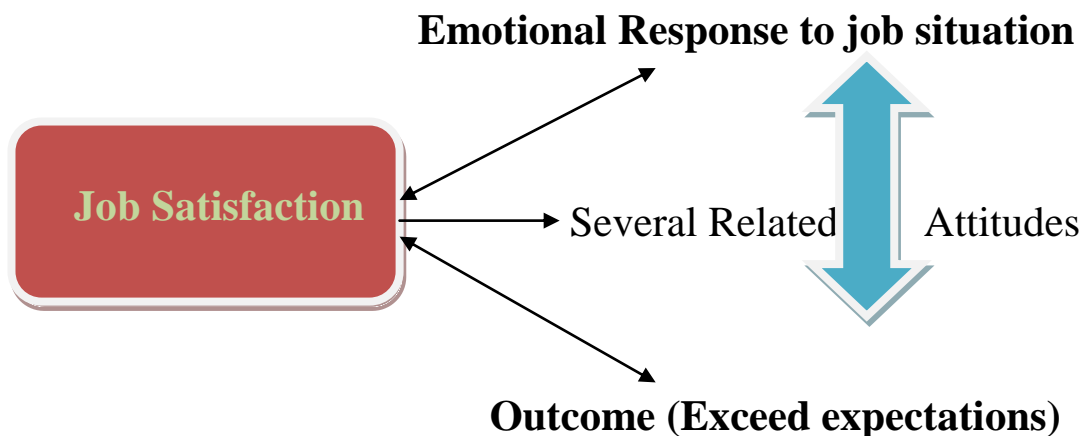 Emotional Response to job situation
Job Satisfaction
Several Related Attitudes
Outcome (Exceed expectations)